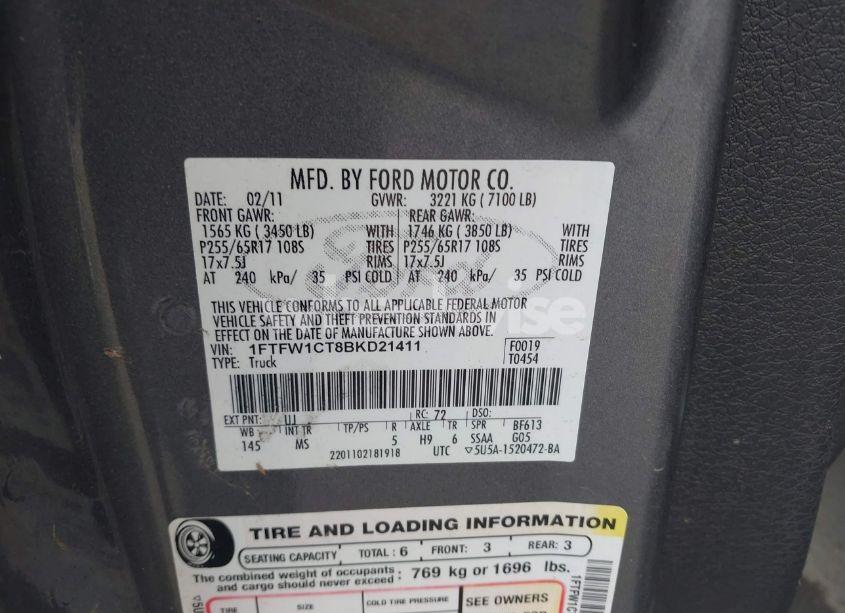 MFD. BY FORD MOTOR CO.
DATE: 02/11 GVWR: 3221 KG ( 7100 LB)
FRONT GAWR: REAR GAWR:
1565 KG ( 3450 LB) WITH 1746 KG ( 3850 LB) WITH
P255/65R17 108S TIRES P255/65R17 108S TIRES
17x7.5J RIMS 17x7.5J RIMS
AT 240 kPa/ 35 PSI COLD AT 240 kPa/ 35 PSI COLD
THIS VEHICLE CONFORMS TO ALL APPLICABLE FEDERAL MOTOR
VEHICLE SAFETY AND THEFT PREVENTION STANDARDS IN
EFFECT ON THE DATE OF MANUFACTURE SHOWN ABOVE.
VIN: 1FTFW1CT8BKD21411 F0019
TYPE: Truck T0454
EXT PNT: UJ RC: 72 DSO:
WB INT TR TP/PS R AXLE TR SPR BF613
145 MS 5 H9 6 SSAA G05
2201102181918 UTC ▽5U5A-1520472-BA
TIRE AND LOADING INFORMATION
SEATING CAPACITY TOTAL : 6 FRONT: 3 REAR: 3
The combined weight of occupants
and cargo should never exceed : 769 kg or 1696 lbs.
TIRE SIZE COLD TIRE PRESSURE SEE OWNERS